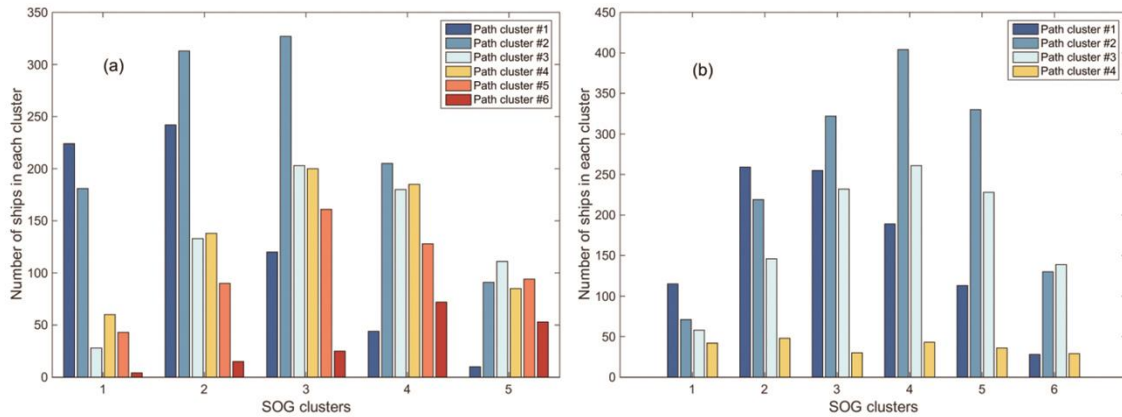 350
300
250
200
150
100
50
0
Number of ships in each cluster
(a)
Path cluster #1
Path cluster #2
Path cluster #3
Path cluster #4
Path cluster #5
Path cluster #6
1 2 3 4 5
SOG clusters
450
400
350
300
250
200
150
100
50
0
Number of ships in each cluster
(b)
Path cluster #1
Path cluster #2
Path cluster #3
Path cluster #4
1 2 3 4 5 6
SOG clusters